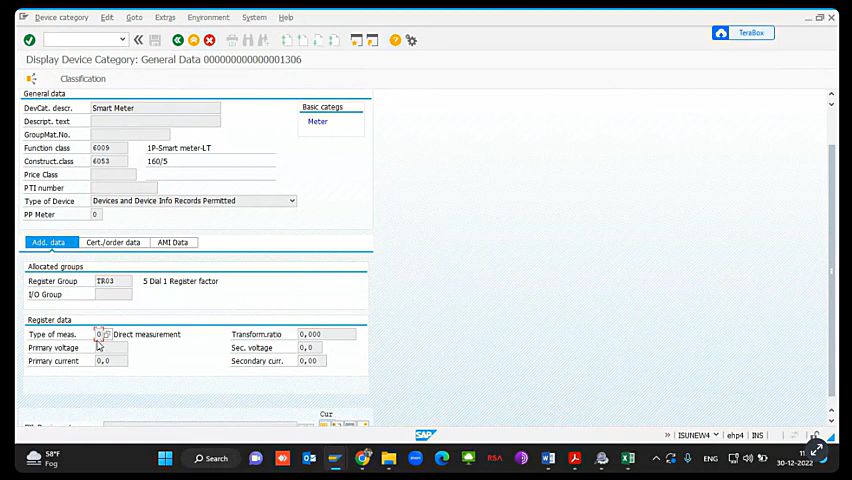 Device category Edit Goto Extras Environment System Help
TeraBox
Display Device Category: General Data 000000000000001306
Classification
General data
DevCat. descr. Smart Meter Basic categs
Descript. text Meter
GroupMat.No.
Function class 6009 1P-Smart meter-LT
Construct.class 6053 160/5
Price Class
PTI number
Type of Device Devices and Device Info Records Permitted
PP Meter 0
Add. data Cert./order data AMI Data
Allocated groups
Register Group TR03 5 Dial 1 Register factor
I/O Group
Register data
Type of meas. 0 Direct measurement Transform.ratio 0,000
Primary voltage Sec. voltage 0,0
Primary current 0,0 Secondary curr. 0,00
Cur
SAP ISUNEW4 ehp4 INS
58°F
Fog
Search
RSA
ENG
30-12-2022